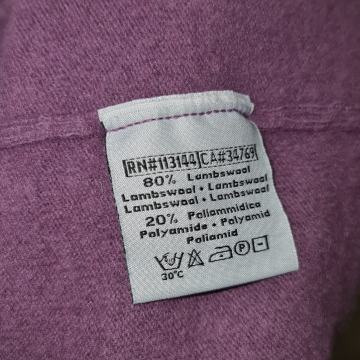 RN#113144 CA#34769
80% Lambswool
Lambswool • Lambswool
Lambswool • Lambswool
20% Poliammidica
Polyamide • Polyamid
Poliamid
30°C P